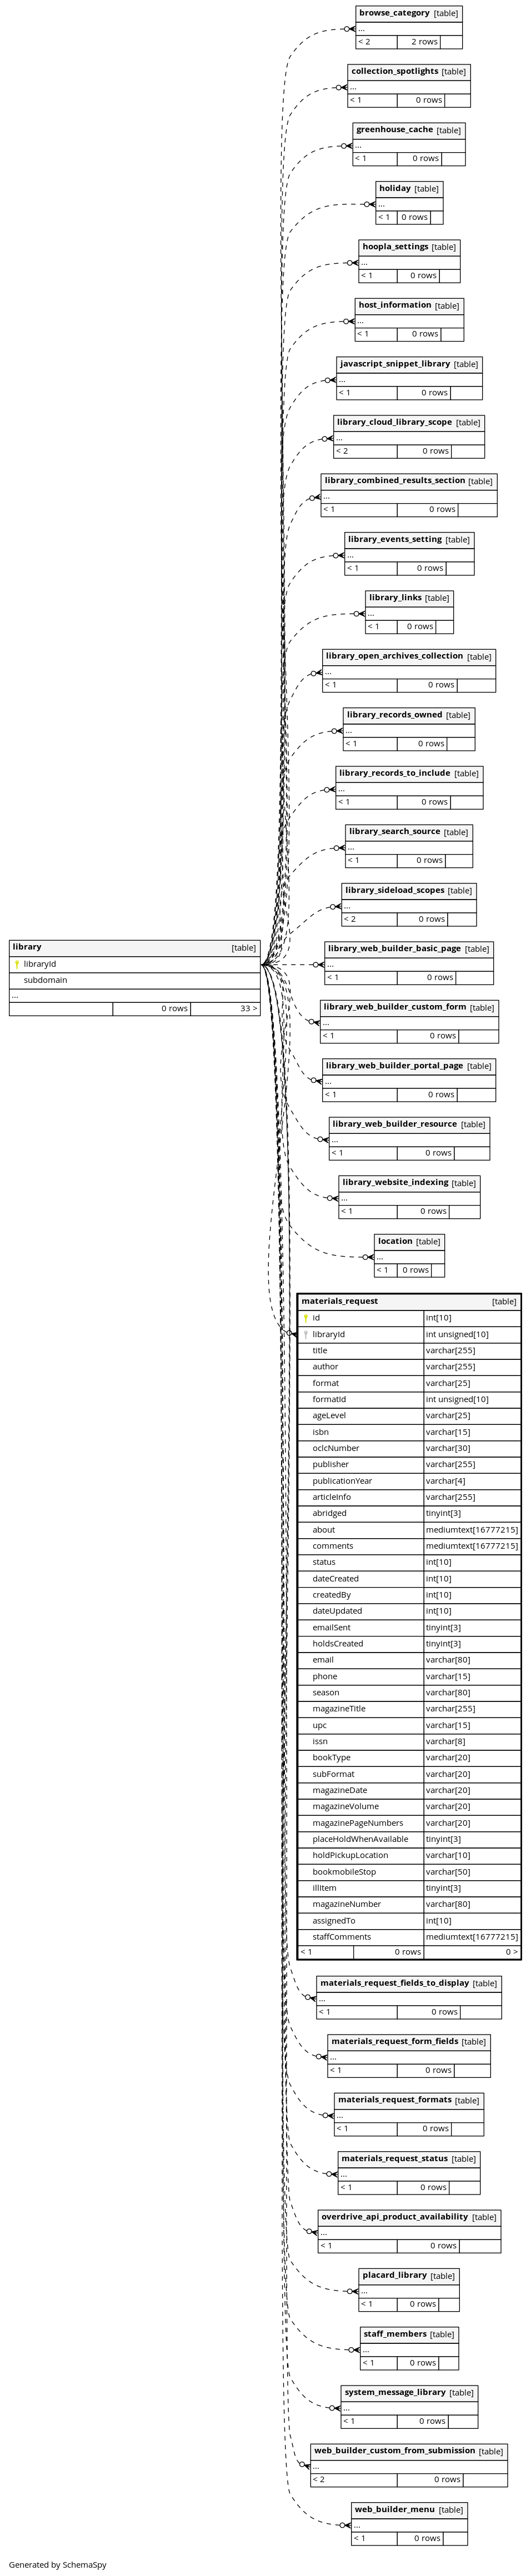 browse_category [table]
...
< 2 2 rows
collection_spotlights [table]
...
< 1 0 rows
greenhouse_cache [table]
...
< 1 0 rows
holiday [table]
...
< 1 0 rows
hoopla_settings [table]
...
< 1 0 rows
host_information [table]
...
< 1 0 rows
javascript_snippet_library [table]
...
< 1 0 rows
library_cloud_library_scope [table]
...
< 2 0 rows
library_combined_results_section [table]
...
< 1 0 rows
library_events_setting [table]
...
< 1 0 rows
library_links [table]
...
< 1 0 rows
library_open_archives_collection [table]
...
< 1 0 rows
library_records_owned [table]
...
< 1 0 rows
library_records_to_include [table]
...
< 1 0 rows
library_search_source [table]
...
< 1 0 rows
library_sideload_scopes [table]
...
< 2 0 rows
library [table]
libraryId
subdomain
...
0 rows 33 >
library_web_builder_basic_page [table]
...
< 1 0 rows
library_web_builder_custom_form [table]
...
< 1 0 rows
library_web_builder_portal_page [table]
...
< 1 0 rows
library_web_builder_resource [table]
...
< 1 0 rows
library_website_indexing [table]
...
< 1 0 rows
location [table]
...
< 1 0 rows
materials_request [table]
id int[10]
libraryId int unsigned[10]
title varchar[255]
author varchar[255]
format varchar[25]
formatId int unsigned[10]
ageLevel varchar[25]
isbn varchar[15]
oclcNumber varchar[30]
publisher varchar[255]
publicationYear varchar[4]
articleInfo varchar[255]
abridged tinyint[3]
about mediumtext[16777215]
comments mediumtext[16777215]
status int[10]
dateCreated int[10]
createdBy int[10]
dateUpdated int[10]
emailSent tinyint[3]
holdsCreated tinyint[3]
email varchar[80]
phone varchar[15]
season varchar[80]
magazineTitle varchar[255]
upc varchar[15]
issn varchar[8]
bookType varchar[20]
subFormat varchar[20]
magazineDate varchar[20]
magazineVolume varchar[20]
magazinePageNumbers varchar[20]
placeHoldWhenAvailable tinyint[3]
holdPickupLocation varchar[10]
bookmobileStop varchar[50]
illItem tinyint[3]
magazineNumber varchar[80]
assignedTo int[10]
staffComments mediumtext[16777215]
< 1 0 rows 0 >
materials_request_fields_to_display [table]
...
< 1 0 rows
materials_request_form_fields [table]
...
< 1 0 rows
materials_request_formats [table]
...
< 1 0 rows
materials_request_status [table]
...
< 1 0 rows
overdrive_api_product_availability [table]
...
< 1 0 rows
placard_library [table]
...
< 1 0 rows
staff_members [table]
...
< 1 0 rows
system_message_library [table]
...
< 1 0 rows
web_builder_custom_from_submission [table]
...
< 2 0 rows
web_builder_menu [table]
...
< 1 0 rows
Generated by SchemaSpy